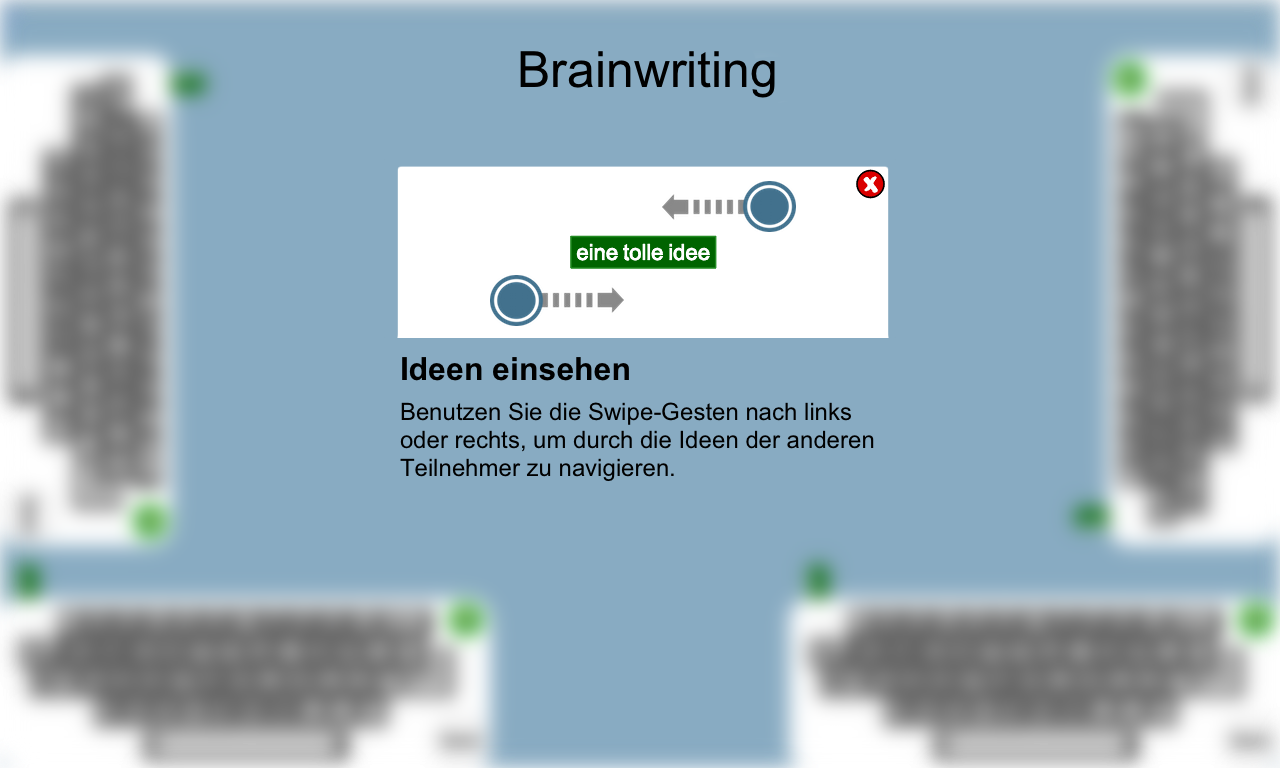 Brainwriting
eine tolle idee
Ideen einsehen
Benutzen Sie die Swipe-Gesten nach links
oder rechts, um durch die Ideen der anderen
Teilnehmer zu navigieren.